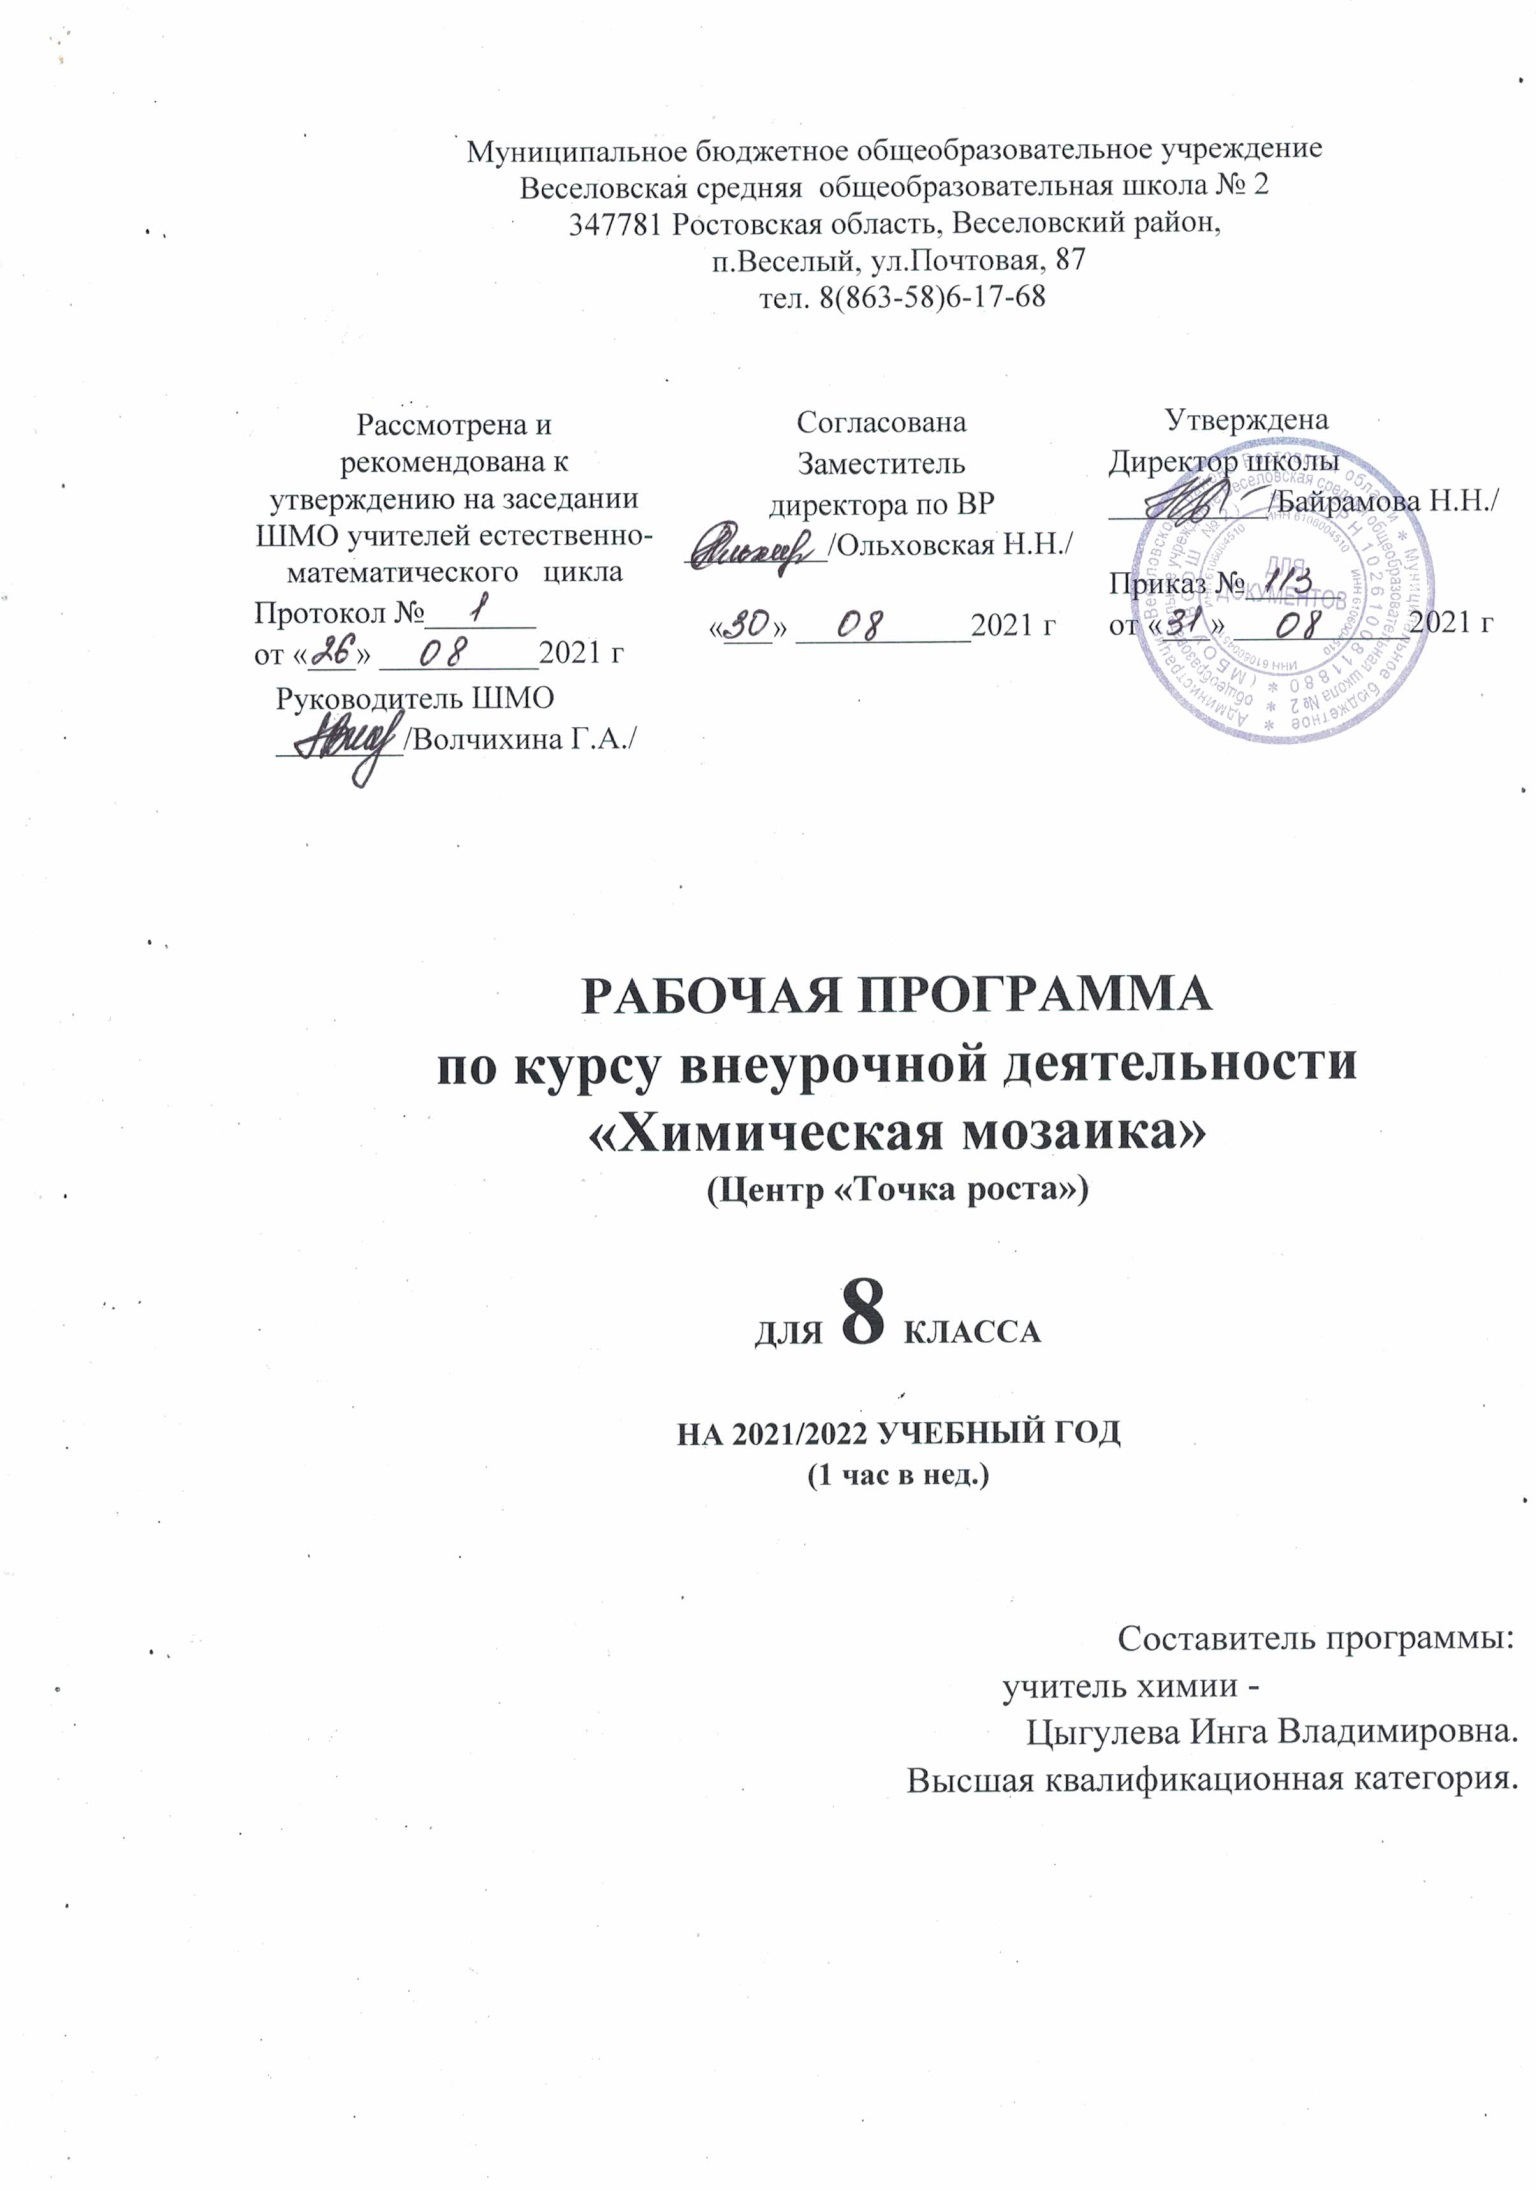 Муниципальное бюджетное общеобразовательное учреждение
Веселовская средняя общеобразовательная школа № 2
347781 Ростовская область, Веселовский район,
п.Веселый, ул.Почтовая, 87
тел. 8(863-58)6-17-68
Рассмотрена и
рекомендована к
утверждению на заседании
ШМО учителей естественно-
математического цикла
Протокол № 1
от «26» 08 2021 г
Руководитель ШМО
/Волчихина Г.А./
Согласована
Заместитель
директора по ВР
/Ольховская Н.Н./
«30» 08 2021 г
Утверждена
Директор школы
/Байрамова Н.Н./
Приказ № 113
от «31» 08 2021 г
ДЛЯ
ДОКУМЕНТОВ
РАБОЧАЯ ПРОГРАММА
по курсу внеурочной деятельности
«Химическая мозаика»
(Центр «Точка роста»)
для 8 класса
НА 2021/2022 УЧЕБНЫЙ ГОД
(1 час в нед.)
Составитель программы:
учитель химии -
Цыгулева Инга Владимировна.
Высшая квалификационная категория.